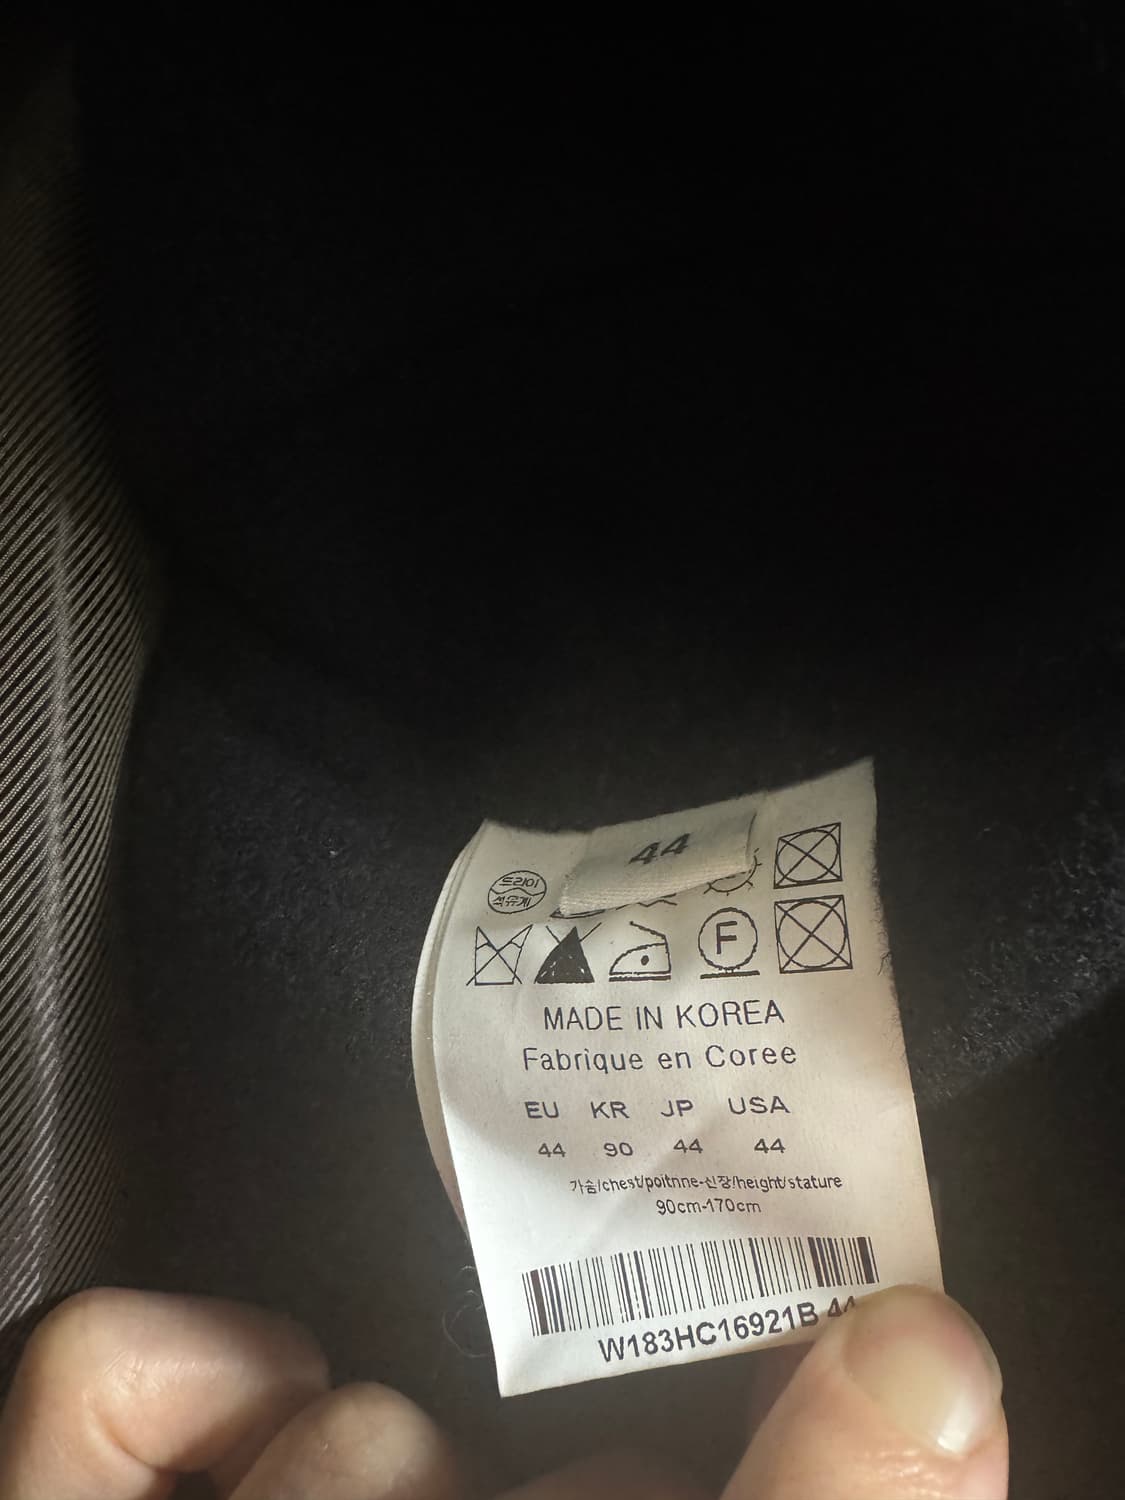 44
드라이
석유계
F
MADE IN KOREA
Fabrique en Coree
EU KR JP USA
44 90 44 44
가슴/chest/poitnne-신장/height/stature
90cm-170cm
W183HC16921B 44